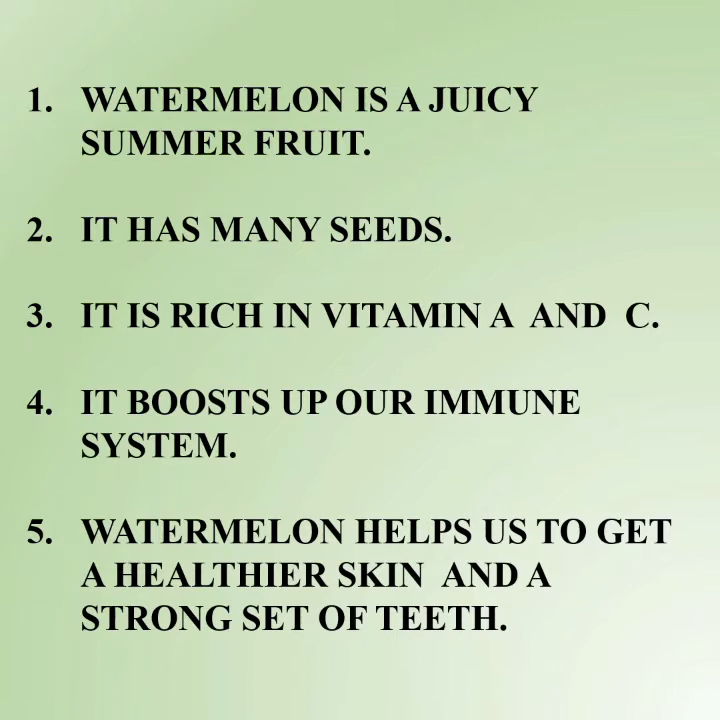 1. WATERMELON IS A JUICY
SUMMER FRUIT.
2. IT HAS MANY SEEDS.
3. IT IS RICH IN VITAMIN A  AND  C.
4. IT BOOSTS UP OUR IMMUNE
SYSTEM.
5. WATERMELON HELPS US TO GET
A HEALTHIER SKIN  AND A
STRONG SET OF TEETH.